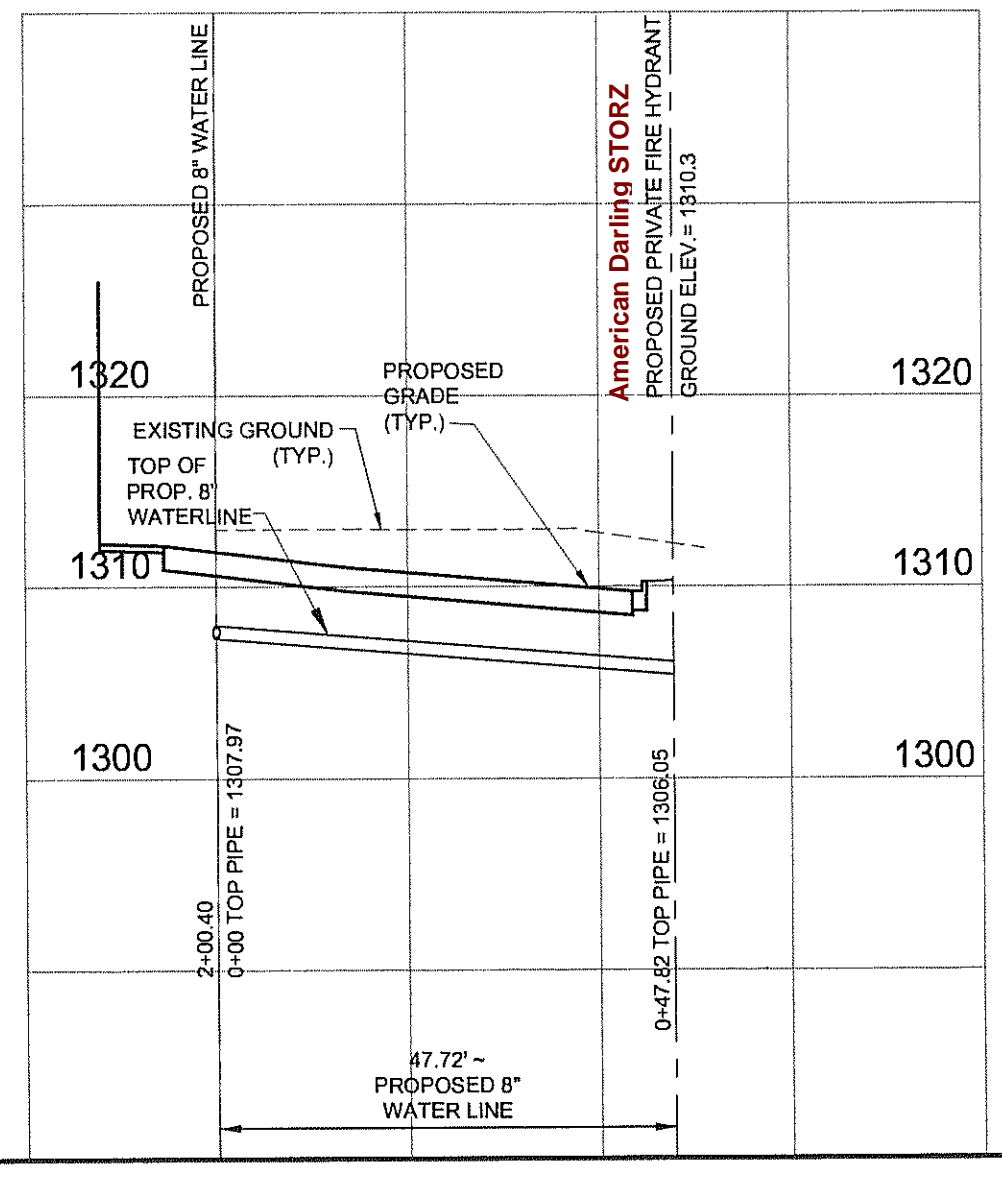 PROPOSED 8" WATER LINE
American Darling STORZ
PROPOSED PRIVATE FIRE HYDRANT
GROUND ELEV.= 1310.3
1320
PROPOSED
GRADE
(TYP.)
1320
EXISTING GROUND
(TYP.)
TOP OF
PROP. 8"
WATERLINE
1310
1310
1300
1300
2+00.40
0+00 TOP PIPE = 1307.97
0+47.82 TOP PIPE = 1306.05
47.72' ~
PROPOSED 8"
WATER LINE